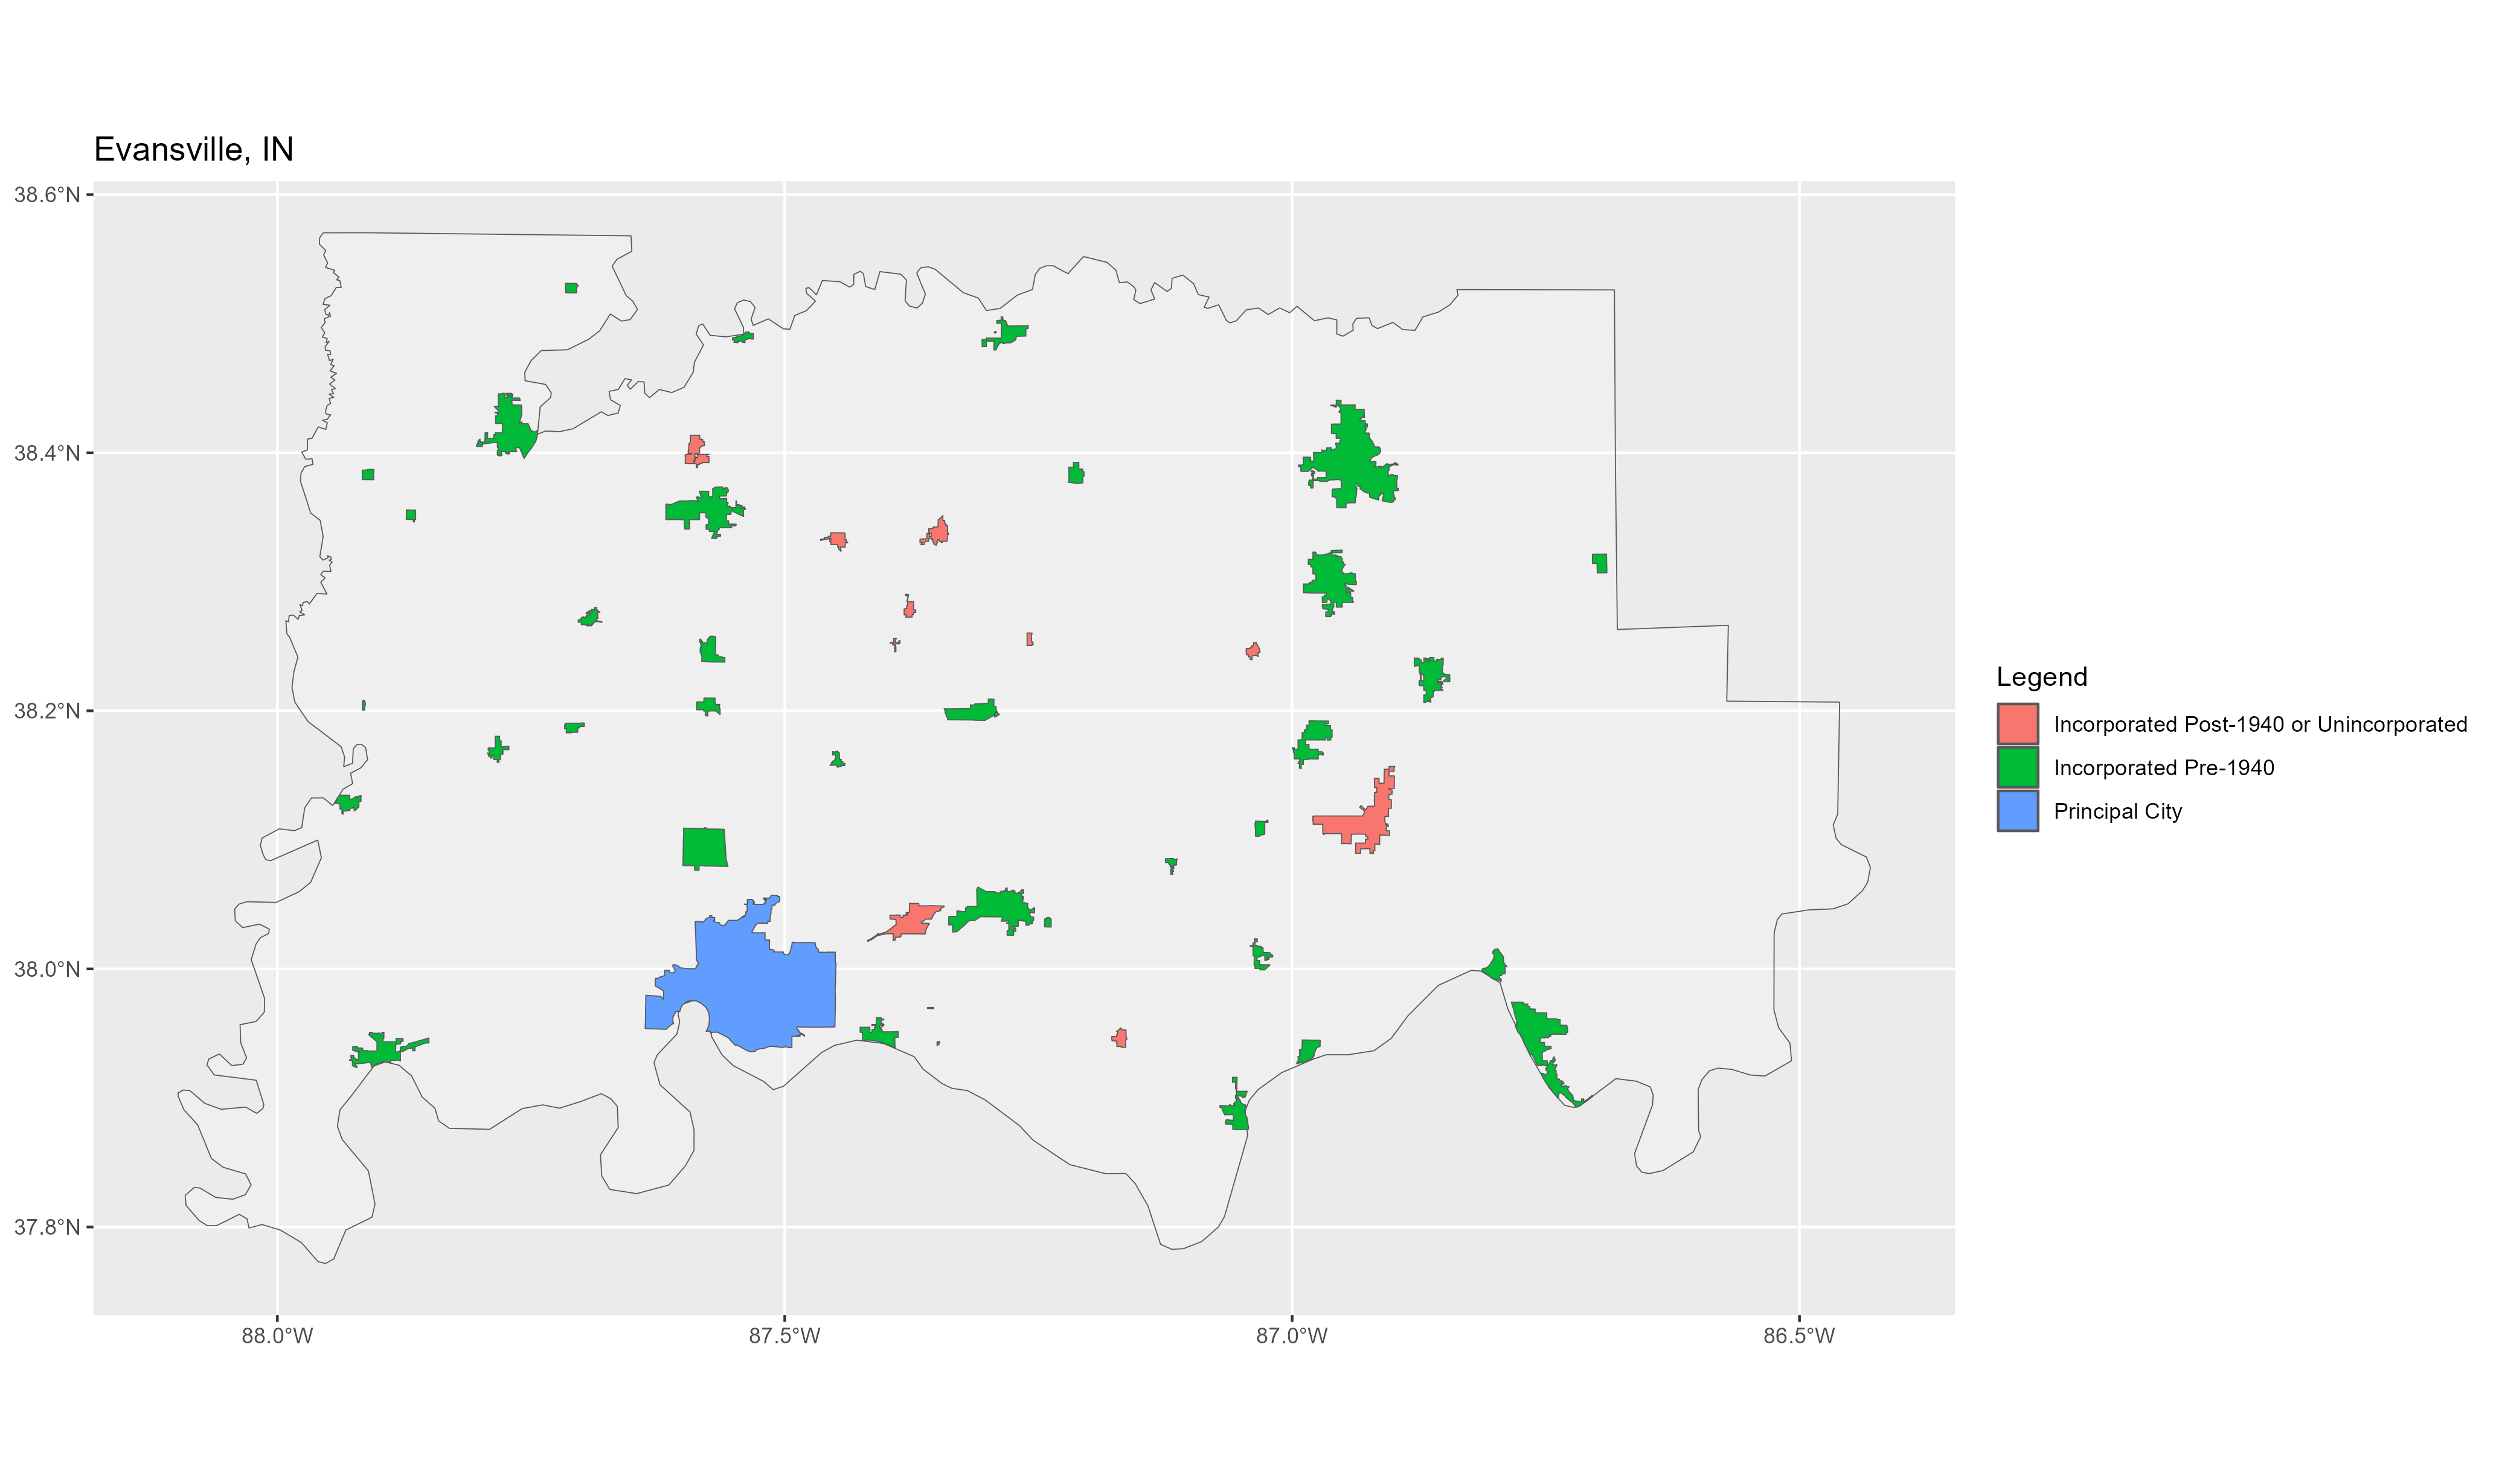 Evansville, IN
38.6°N
38.4°N
38.2°N
38.0°N
37.8°N
88.0°W
87.5°W
87.0°W
86.5°W
Legend
Incorporated Post-1940 or Unincorporated
Incorporated Pre-1940
Principal City